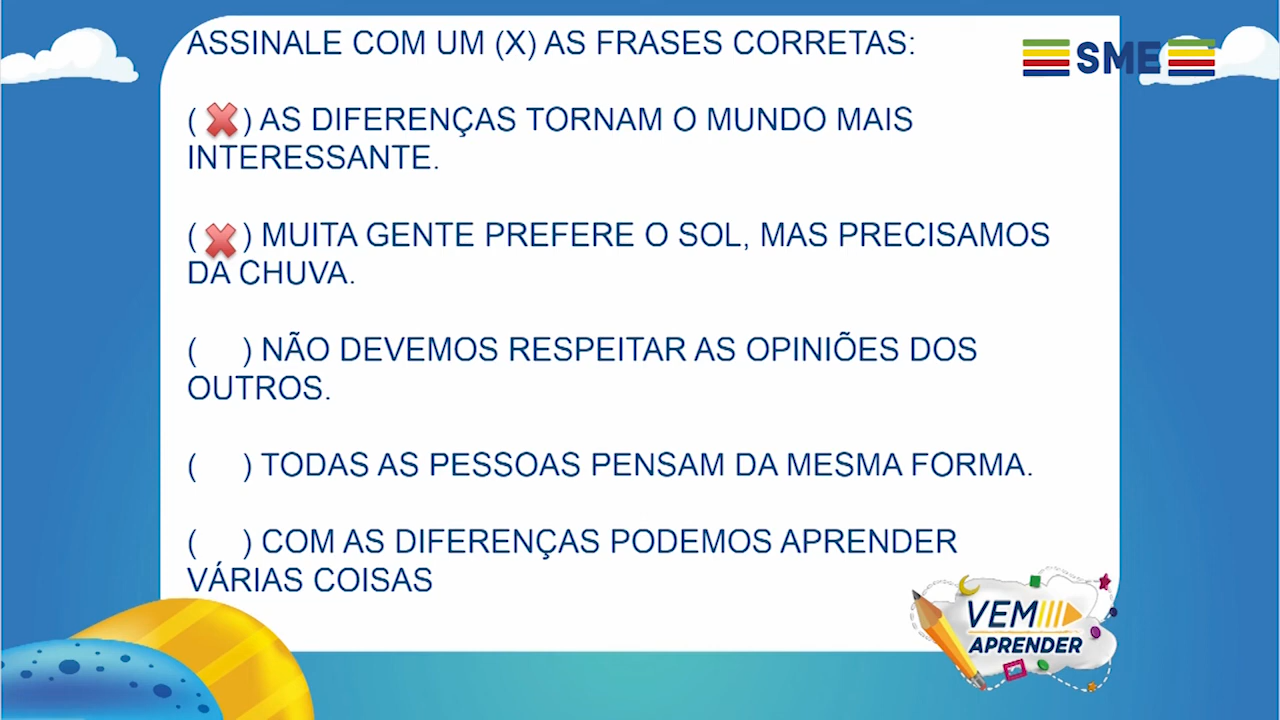 ASSINALE COM UM (X) AS FRASES CORRETAS:
SME
( X ) AS DIFERENÇAS TORNAM O MUNDO MAIS
INTERESSANTE.
( X ) MUITA GENTE PREFERE O SOL, MAS PRECISAMOS
DA CHUVA.
( ) NÃO DEVEMOS RESPEITAR AS OPINIÕES DOS
OUTROS.
( ) TODAS AS PESSOAS PENSAM DA MESMA FORMA.
( ) COM AS DIFERENÇAS PODEMOS APRENDER
VÁRIAS COISAS
VEM
APRENDER